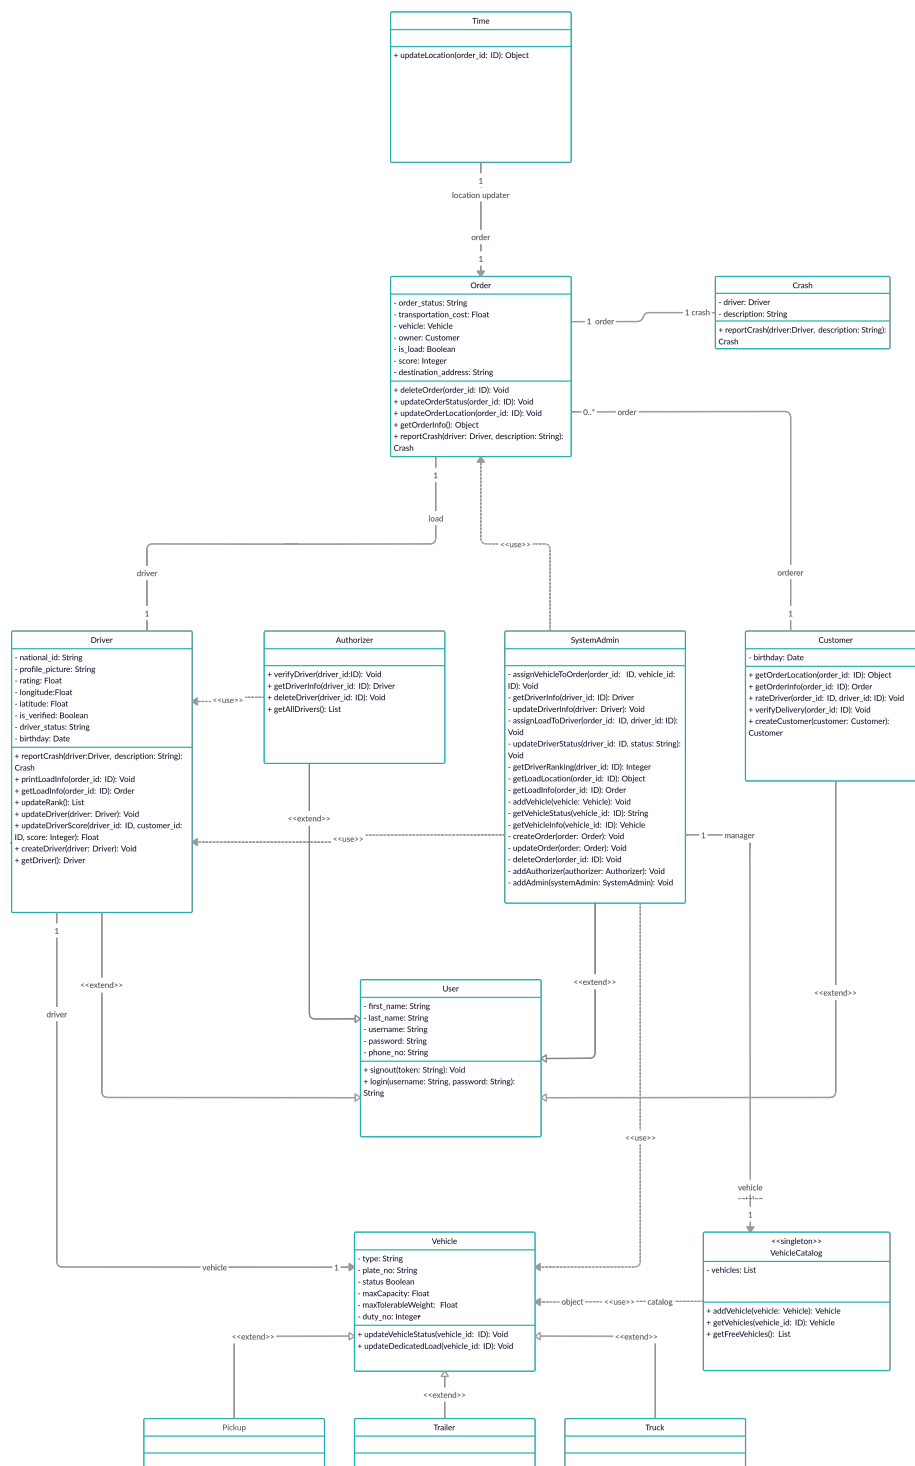 Time
+ updateLocation(order_id: ID): Object
1
location updater
order
1
Order
- order_status: String
- transportation_cost: Float
- vehicle: Vehicle
- owner: Customer
- is_load: Boolean
- score: Integer
- destination_address: String
+ deleteOrder(order_id: ID): Void
+ updateOrderStatus(order_id: ID): Void
+ updateOrderLocation(order_id: ID): Void
+ getOrderInfo(): Object
+ reportCrash(driver: Driver, description: String):
Crash
1 order
1 crash
Crash
- driver: Driver
- description: String
+ reportCrash(driver:Driver, description: String):
Crash
0..* order
1
load
<<use>>
driver
orderer
1
1
Driver
- national_id: String
- profile_picture: String
- rating: Float
- longitude:Float
- latitude: Float
- is_verified: Boolean
- driver_status: String
- birthday: Date
+ reportCrash(driver:Driver, description: String):
Crash
+ printLoadInfo(order_id: ID): Void
+ getLoadInfo(order_id: ID): Order
+ updateRank(): List
+ updateDriver(driver: Driver): Void
+ updateDriverScore(driver_id: ID, customer_id:
ID, score: Integer): Float
+ createDriver(driver: Driver): Void
+ getDriver(): Driver
<<use>>
Authorizer
+ verifyDriver(driver_id:ID): Void
+ getDriverInfo(driver_id: ID): Driver
+ deleteDriver(driver_id: ID): Void
+ getAllDrivers(): List
SystemAdmin
- assignVehicleToOrder(order_id: ID, vehicle_id:
ID): Void
- getDriverInfo(driver_id: ID): Driver
- updateDriverInfo(driver_id: ID): Void
- assignLoadToDriver(order_id: ID, driver_id: ID):
Void
- updateDriverStatus(driver_id: ID, status: String):
Void
- getDriverRanking(driver_id: ID): Integer
- getLoadLocation(order_id: ID): Object
- getLoadInfo(order_id: ID): Order
- addVehicle(vehicle: Vehicle): Void
- getVehicleStatus(vehicle_id: ID): String
- getVehicleInfo(vehicle_id: ID): Vehicle
- createOrder(order: Order): Void
- updateOrder(order: Order): Void
- deleteOrder(order_id: ID): Void
- addAuthorizer(authorizer: Authorizer): Void
- addAdmin(systemAdmin: SystemAdmin): Void
Customer
- birthday: Date
+ getOrderLocation(order_id: ID): Object
+ getOrderInfo(order_id: ID): Order
+ rateDriver(order_id: ID, driver_id: ID): Void
+ verifyDelivery(order_id: ID): Void
+ createCustomer(customer: Customer):
Customer
<<extend>>
<<use>>
1 manager
1
<<extend>>
driver
<<extend>>
<<extend>>
User
- first_name: String
- last_name: String
- username: String
- password: String
- phone_no: String
+ signout(token: String): Void
+ login(username: String, password: String):
String
<<use>>
vehicle
1
vehicle 1
Vehicle
- type: String
- plate_no: String
- status Boolean
- maxCapacity: Float
- maxTolerableWeight: Float
- duty_no: Integer
+ updateVehicleStatus(vehicle_id: ID): Void
+ updateDedicatedLoad(vehicle_id: ID): Void
object <<use>> catalog
<<singleton>>
VehicleCatalog
- vehicles: List
+ addVehicle(vehicle: Vehicle): Vehicle
+ getVehicles(vehicle_id: ID): Vehicle
+ getFreeVehicles(): List
<<extend>>
<<extend>>
<<extend>>
Pickup
Trailer
Truck